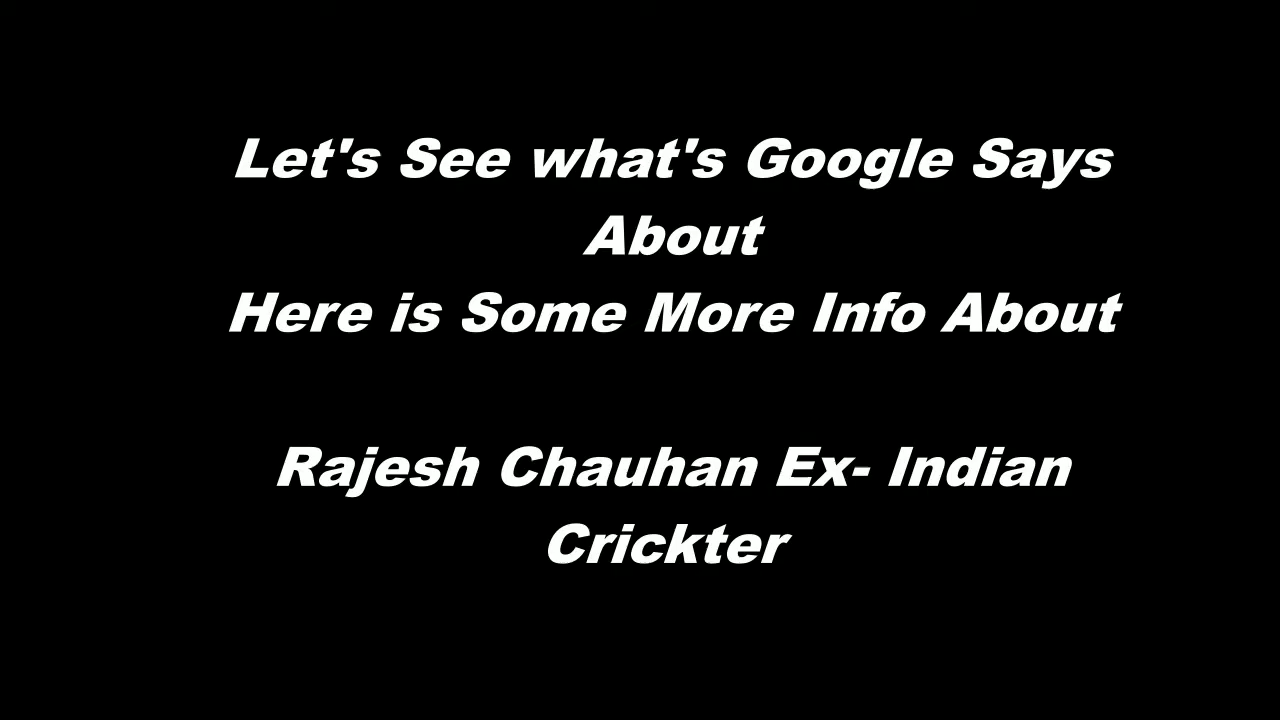 Let's See what's Google Says
About
Here is Some More Info About
Rajesh Chauhan Ex- Indian
Crickter